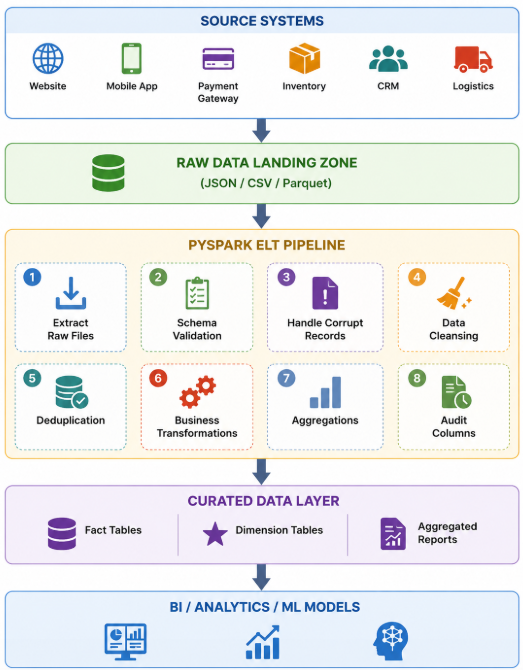 SOURCE SYSTEMS
Website
Mobile App
Payment
Gateway
Inventory
CRM
Logistics
RAW DATA LANDING ZONE
(JSON / CSV / Parquet)
PYSPARK ELT PIPELINE
1
Extract
Raw Files
2
Schema
Validation
3
Handle Corrupt
Records
4
Data
Cleansing
5
Deduplication
6
Business
Transformations
7
Aggregations
8
Audit
Columns
CURATED DATA LAYER
Fact Tables
Dimension Tables
Aggregated
Reports
BI / ANALYTICS / ML MODELS